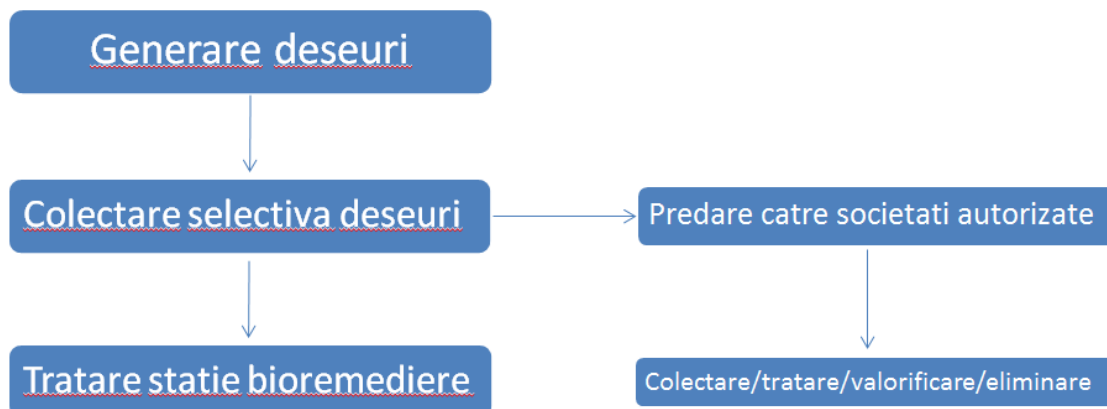 Generare deseuri
Colectare selectiva deseuri
Predare catre societati autorizate
Tratare statie bioremediere
Colectare/tratare/valorificare/eliminare